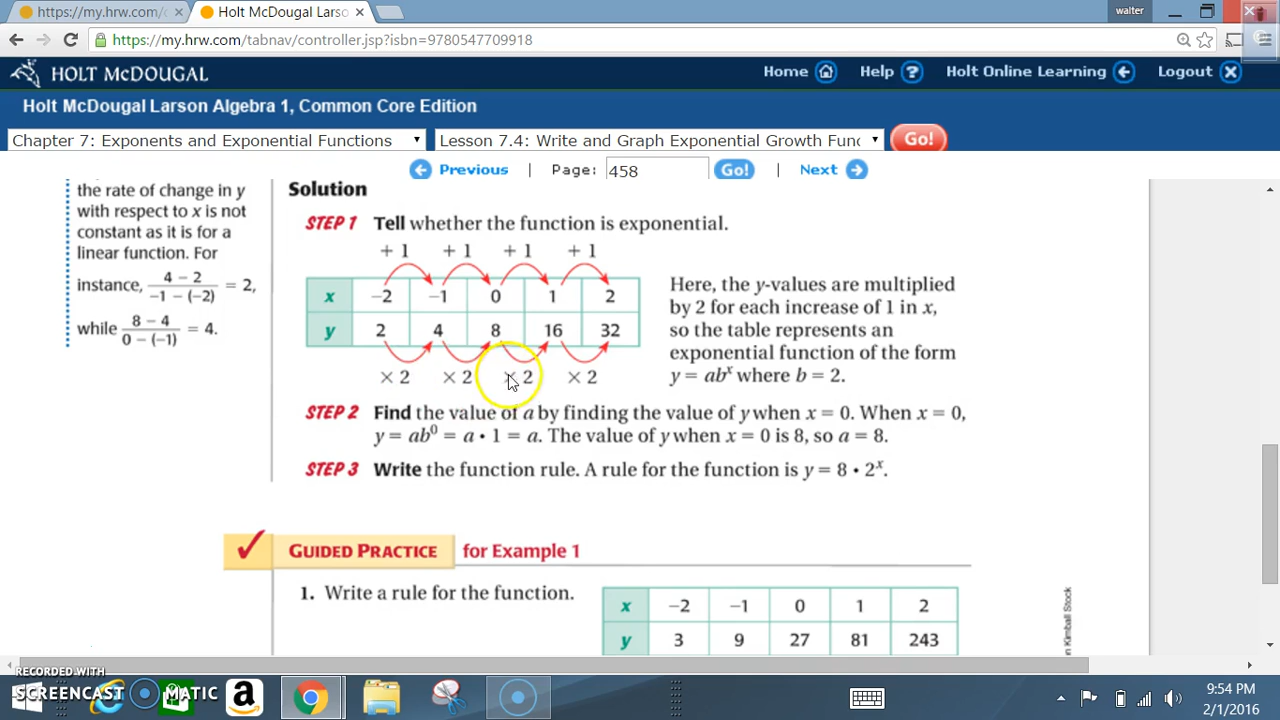 https://my.hrw.com/
Holt McDougal Larso
walter
https://my.hrw.com/tabnav/controller.jsp?isbn=9780547709918
HOLT MCDOUGAL
Home
Help ?
Holt Online Learning
Logout X
Holt McDougal Larson Algebra 1, Common Core Edition
Chapter 7: Exponents and Exponential Functions
Lesson 7.4: Write and Graph Exponential Growth Func
Go!
Previous | Page: 458 Go! | Next
the rate of change in y
with respect to x is not
constant as it is for a
linear function. For
instance, (4 − 2)/(−1 − (−2)) = 2,
while (8 − 4)/(0 − (−1)) = 4.
Solution
STEP 1 Tell whether the function is exponential.
+ 1 + 1 + 1 + 1
x −2 −1 0 1 2
y 2 4 8 16 32
× 2 × 2 × 2 × 2
Here, the y-values are multiplied
by 2 for each increase of 1 in x,
so the table represents an
exponential function of the form
y = abˣ where b = 2.
STEP 2 Find the value of a by finding the value of y when x = 0. When x = 0,
y = ab⁰ = a • 1 = a. The value of y when x = 0 is 8, so a = 8.
STEP 3 Write the function rule. A rule for the function is y = 8 • 2ˣ.
GUIDED PRACTICE for Example 1
1. Write a rule for the function.
x −2 −1 0 1 2
y 3 9 27 81 243
n Kimball Stock
RECORDED WITH
SCREENCAST MATIC
9:54 PM
2/1/2016